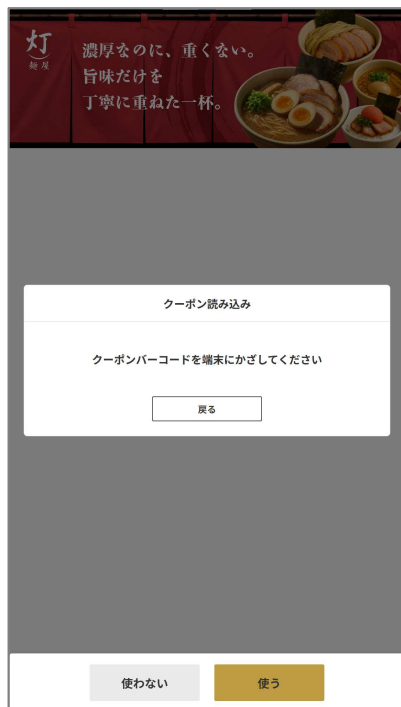 灯
麺屋
濃厚なのに、重くない。
旨味だけを
丁寧に重ねた一杯。
クーポン読み込み
クーポンバーコードを端末にかざしてください
戻る
使わない
使う